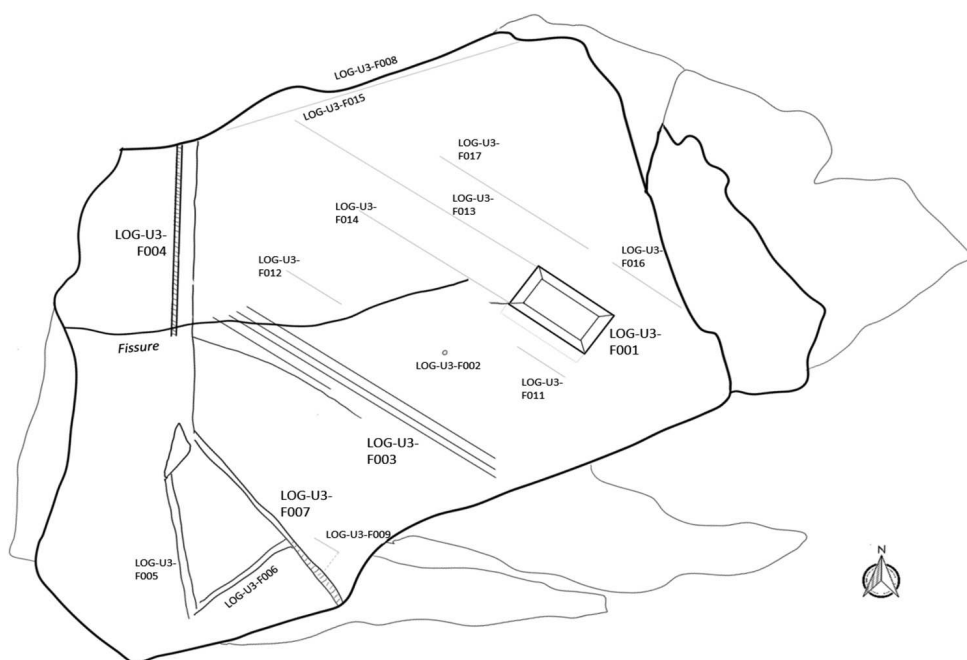 LOG-U3-F008
LOG-U3-F015
LOG-U3-
F017
LOG-U3-
F013
LOG-U3-
F014
LOG-U3-
F004
LOG-U3-
F012
LOG-U3-
F016
Fissure
LOG-U3-
F001
LOG-U3-F002
LOG-U3-
F011
LOG-U3-
F003
LOG-U3-
F007
LOG-U3-F009
LOG-U3-
F005
LOG-U3-F006
N